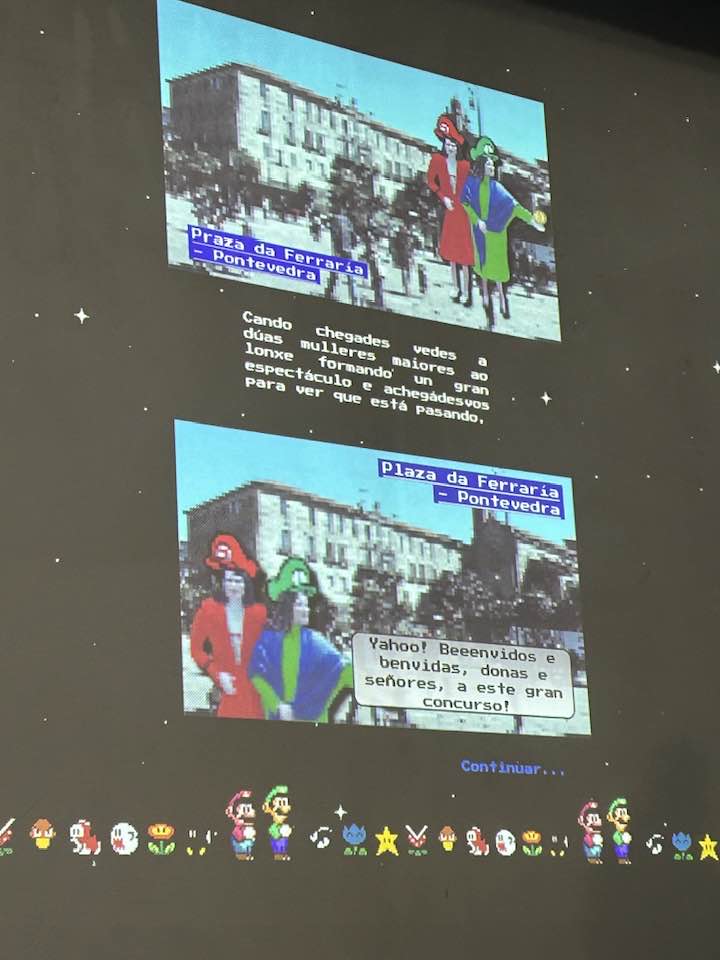 Praza da Ferraría
- Pontevedra
Cando chegades vedes a
dúas mulleres maiores ao
lonxe formando un gran
espectáculo e achegádesvos
para ver que está pasando,
Plaza da Ferraría
- Pontevedra
Yahoo! Beeenvidos e
benvidas, donas e
señores, a este gran
concurso!
Continuar...